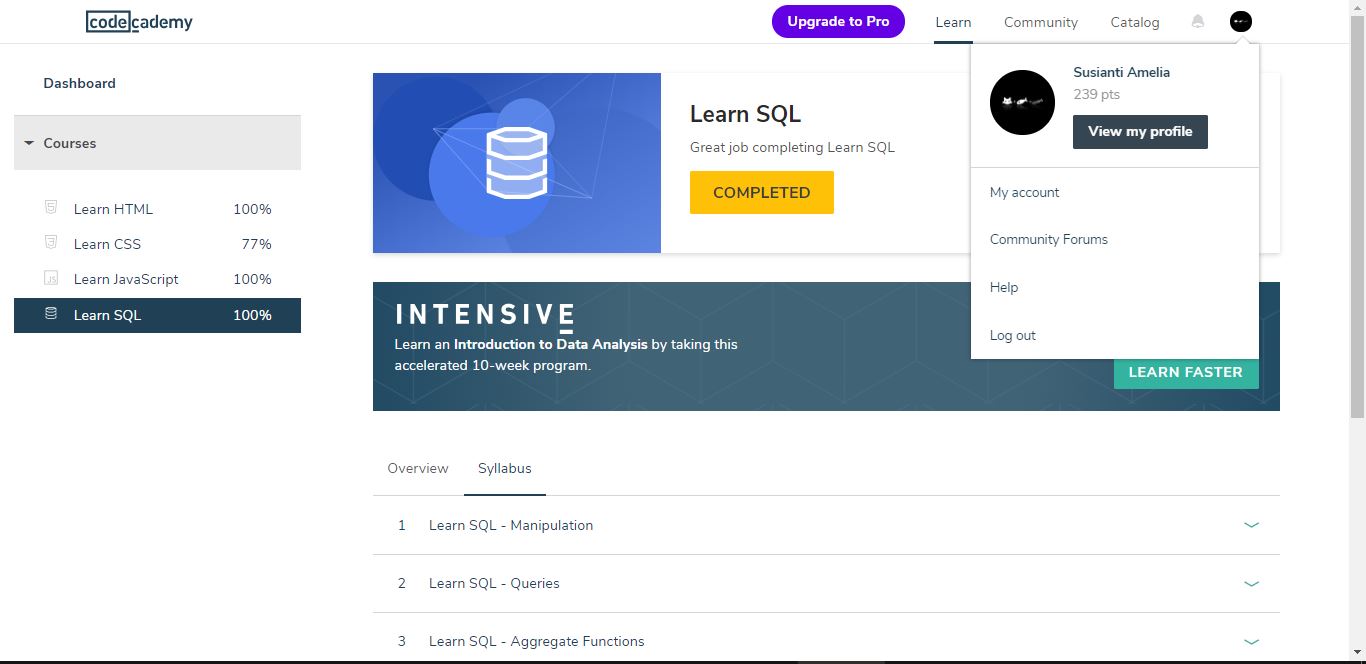 codecademy
Upgrade to Pro
Learn
Community
Catalog
Susianti Amelia
239 pts
View my profile
My account
Community Forums
Help
Log out
Dashboard
Courses
Learn HTML 100%
Learn CSS 77%
Learn JavaScript 100%
Learn SQL 100%
Learn SQL
Great job completing Learn SQL
COMPLETED
INTENSIVE
Learn an Introduction to Data Analysis by taking this
accelerated 10-week program.
LEARN FASTER
Overview
Syllabus
1 Learn SQL - Manipulation
2 Learn SQL - Queries
3 Learn SQL - Aggregate Functions